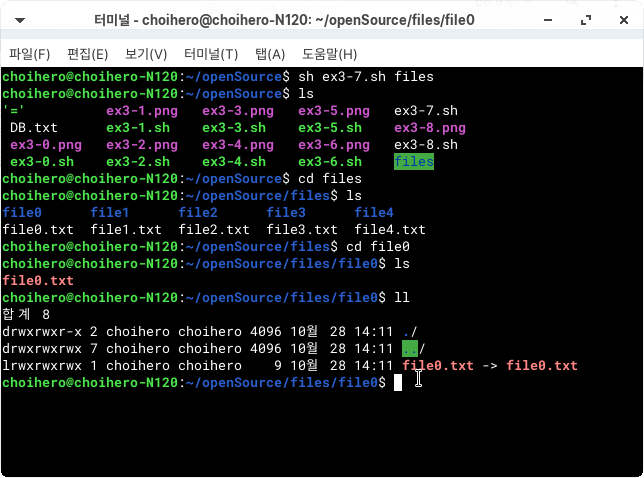 터미널 - choihero@choihero-N120: ~/openSource/files/file0
파일(F) 편집(E) 보기(V) 터미널(T) 탭(A) 도움말(H)
choihero@choihero-N120:~/openSource$ sh ex3-7.sh files
choihero@choihero-N120:~/openSource$ ls
'=' ex3-1.png ex3-3.png ex3-5.png ex3-7.sh
DB.txt ex3-1.sh ex3-3.sh ex3-5.sh ex3-8.png
ex3-0.png ex3-2.png ex3-4.png ex3-6.png ex3-8.sh
ex3-0.sh ex3-2.sh ex3-4.sh ex3-6.sh files
choihero@choihero-N120:~/openSource$ cd files
choihero@choihero-N120:~/openSource/files$ ls
file0 file1 file2 file3 file4
file0.txt file1.txt file2.txt file3.txt file4.txt
choihero@choihero-N120:~/openSource/files$ cd file0
choihero@choihero-N120:~/openSource/files/file0$ ls
file0.txt
choihero@choihero-N120:~/openSource/files/file0$ ll
합계 8
drwxrwxr-x 2 choihero choihero 4096 10월 28 14:11 ./
drwxrwxrwx 7 choihero choihero 4096 10월 28 14:11 ../
lrwxrwxrwx 1 choihero choihero 9 10월 28 14:11 file0.txt -> file0.txt
choihero@choihero-N120:~/openSource/files/file0$